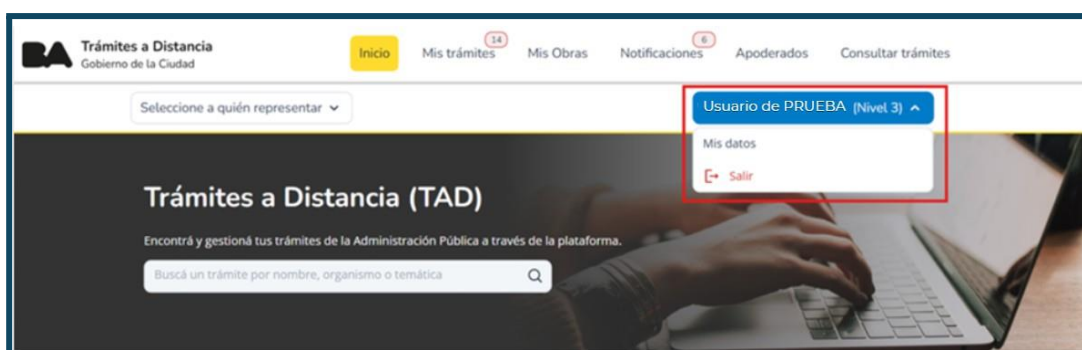 BA
Trámites a Distancia
Gobierno de la Ciudad
Inicio
Mis trámites
14
Mis Obras
Notificaciones
6
Apoderados
Consultar trámites
Seleccione a quién representar
Usuario de PRUEBA (Nivel 3)
Mis datos
Salir
Trámites a Distancia (TAD)
Encontrá y gestioná tus trámites de la Administración Pública a través de la plataforma.
Buscá un trámite por nombre, organismo o temática